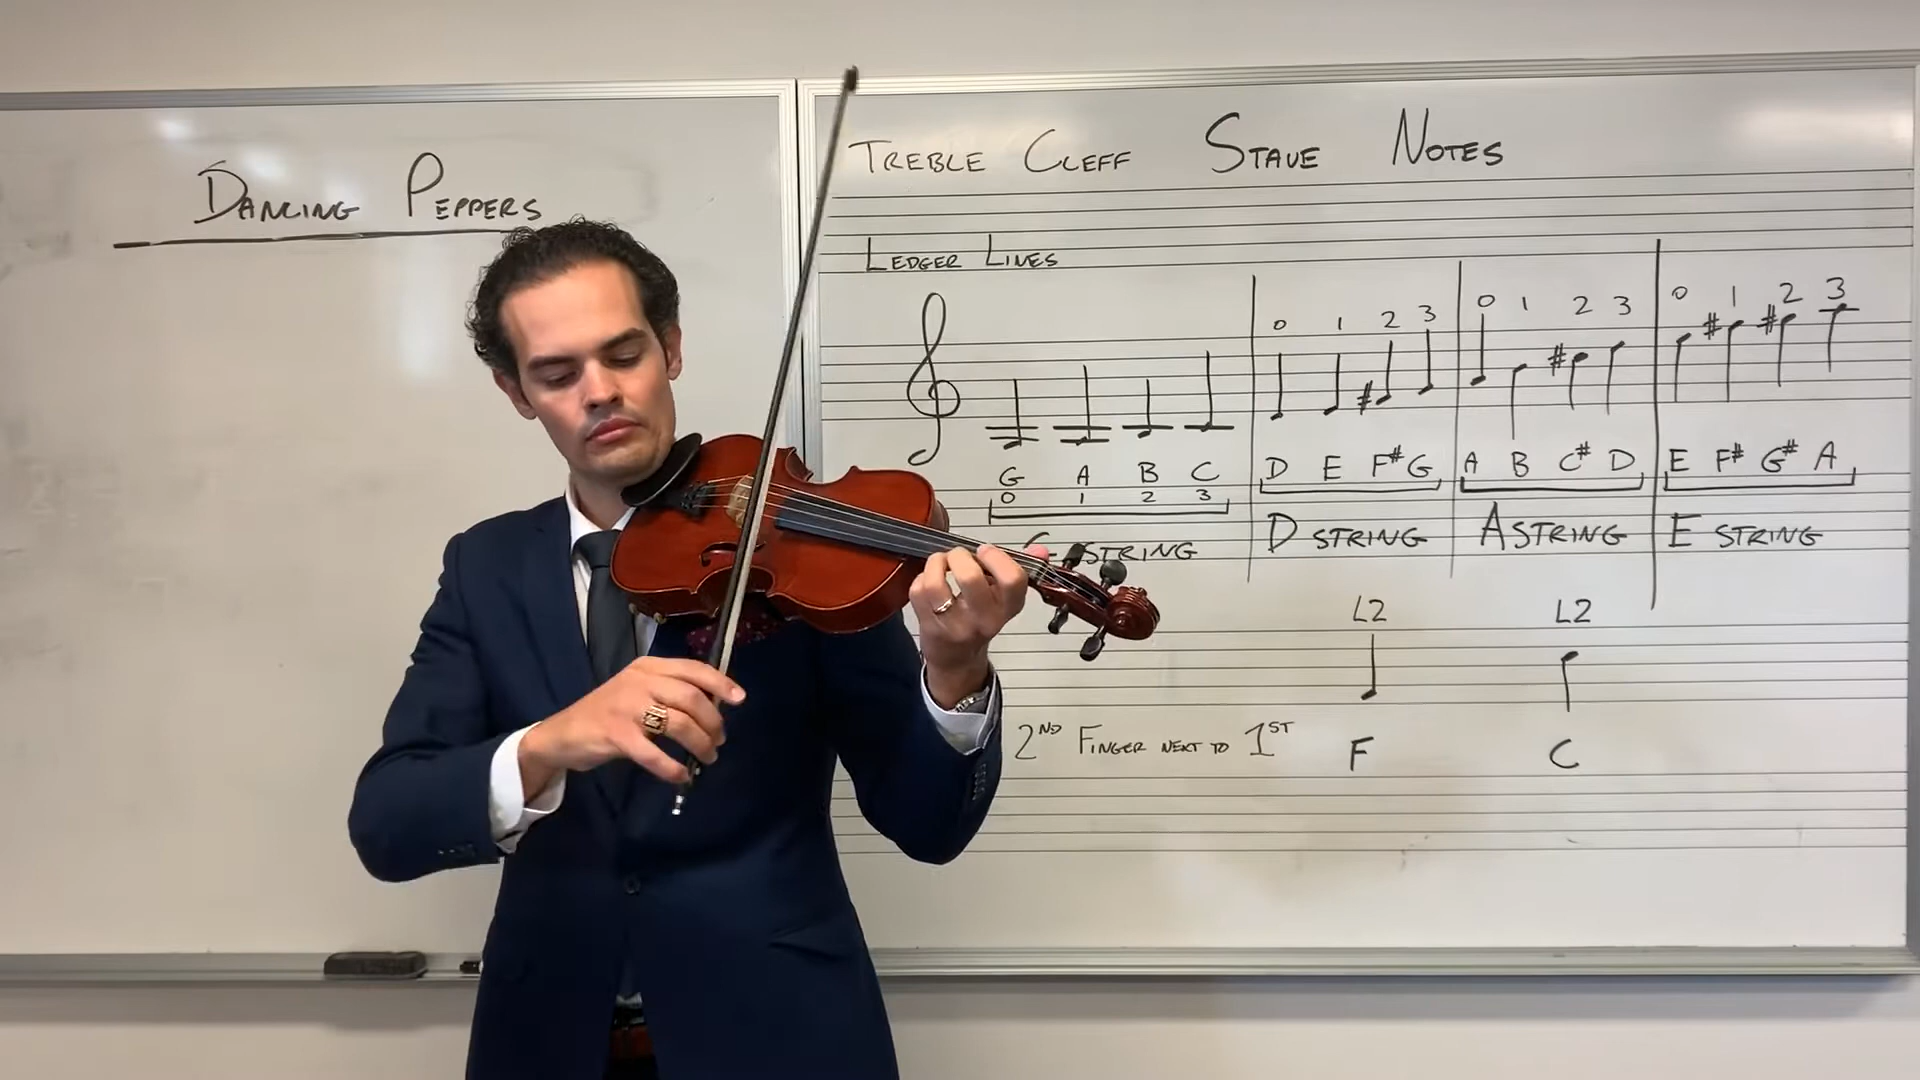 Dancing Peppers
Treble Cleff Stave Notes
Ledger Lines
0 1 2 3 0 1 2 3 0 1 2 3
# # # #
G A B C D E F# G A B C# D E F# G# A
0 1 2 3
G string D string A string E string
L2 L2
2nd Finger next to 1st F C